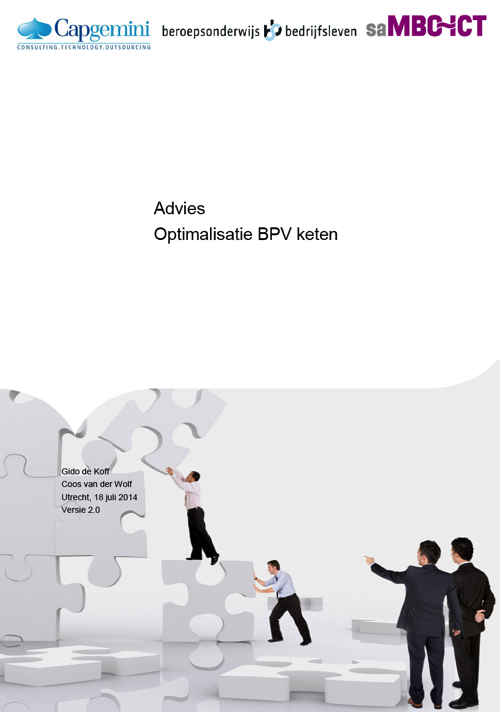 Capgemini
CONSULTING.TECHNOLOGY.OUTSOURCING
beroepsonderwijs bedrijfsleven
saMBO-ICT
Advies
Optimalisatie BPV keten
Gido de Koff
Coos van der Wolf
Utrecht, 18 juli 2014
Versie 2.0